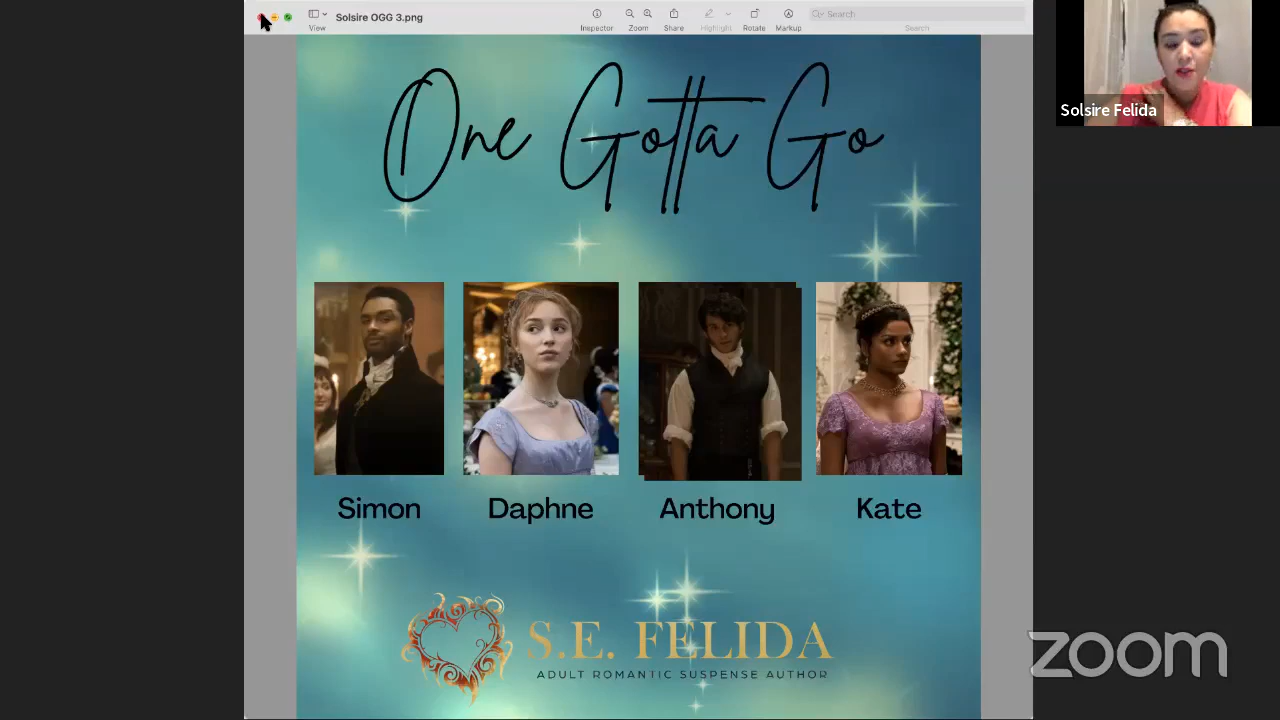 Solsire OGG 3.png
View
Inspector
Zoom
Share
Highlight
Rotate
Markup
Search
Search
Solsire Felida
One Gotta Go
Simon
Daphne
Anthony
Kate
S.E. FELIDA
ADULT ROMANTIC SUSPENSE AUTHOR
zoom